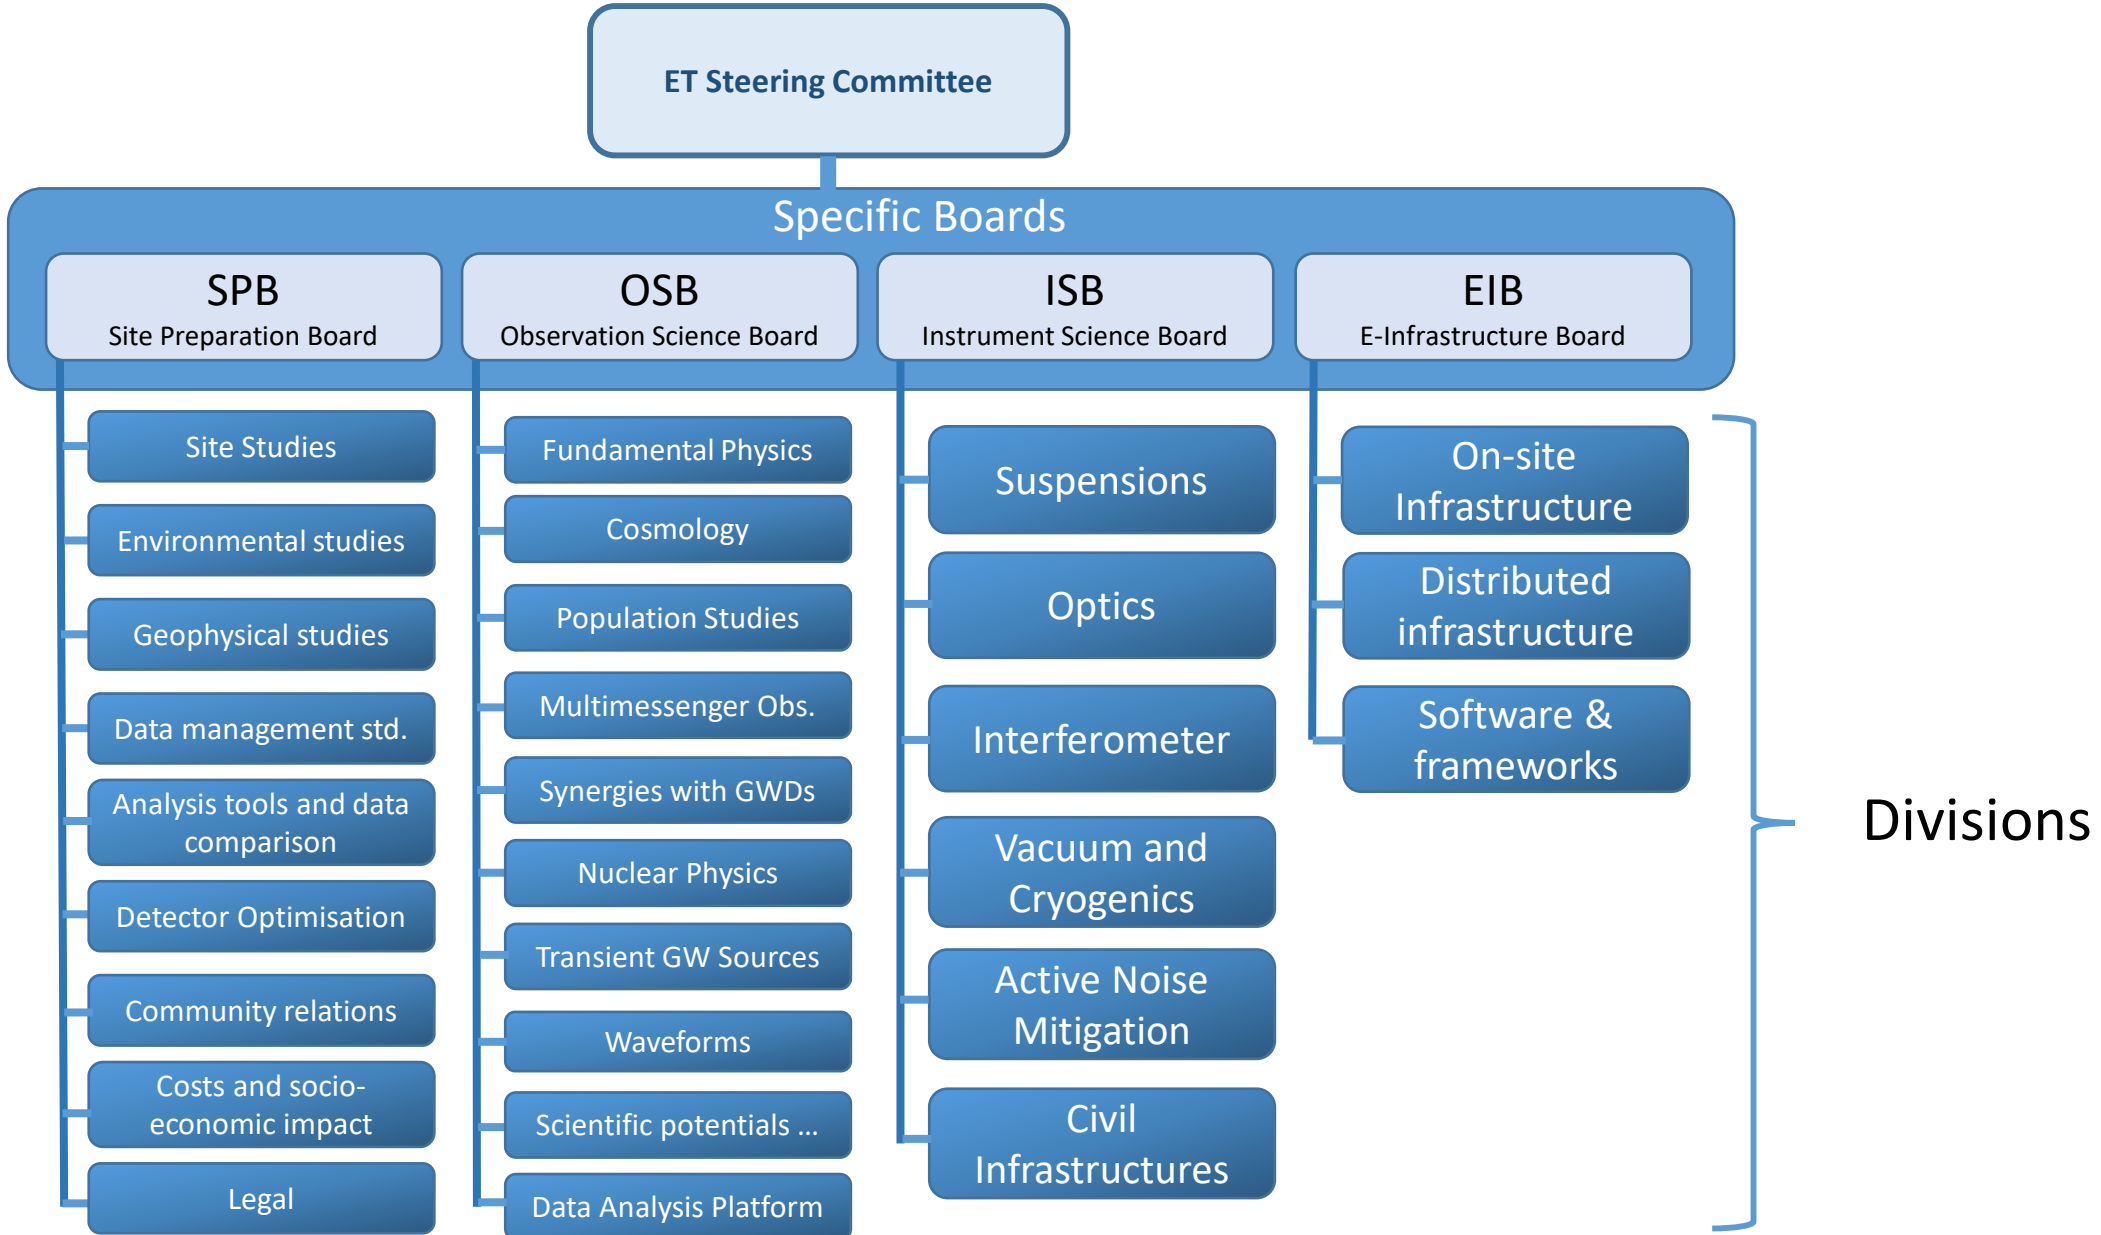 ET Steering Committee
Specific Boards
SPB
Site Preparation Board
OSB
Observation Science Board
ISB
Instrument Science Board
EIB
E-Infrastructure Board
Site Studies
Environmental studies
Geophysical studies
Data management std.
Analysis tools and data
comparison
Detector Optimisation
Community relations
Costs and socio-
economic impact
Legal
Fundamental Physics
Cosmology
Population Studies
Multimessenger Obs.
Synergies with GWDs
Nuclear Physics
Transient GW Sources
Waveforms
Scientific potentials ...
Data Analysis Platform
Suspensions
Optics
Interferometer
Vacuum and
Cryogenics
Active Noise
Mitigation
Civil
Infrastructures
On-site
Infrastructure
Distributed
infrastructure
Software &
frameworks
Divisions